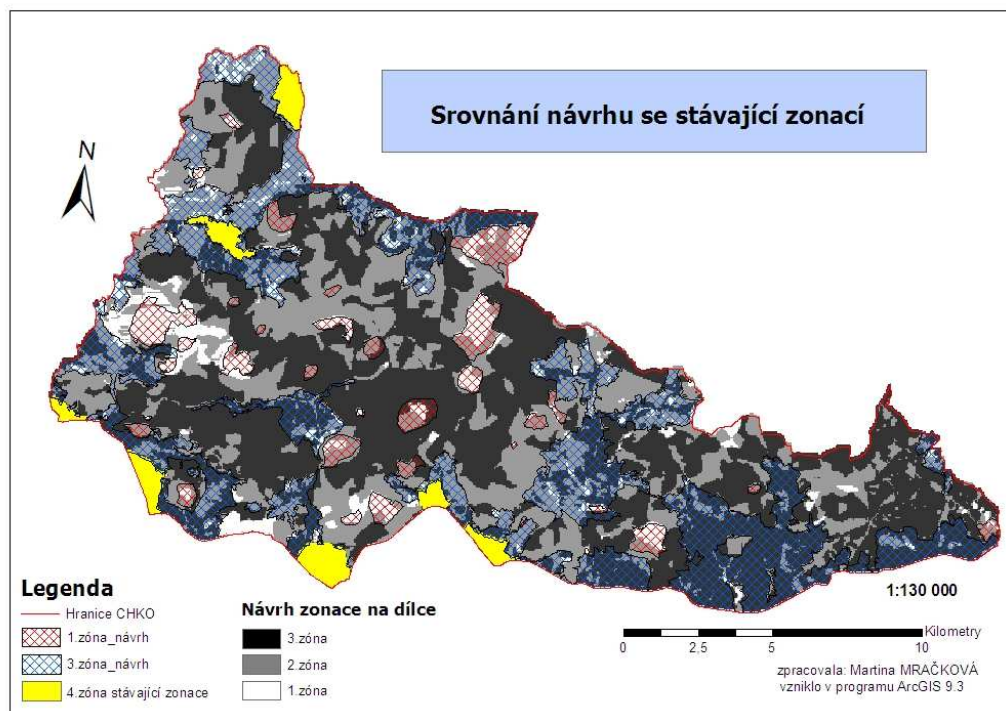 Srovnání návrhu se stávající zonací
N
Legenda
Hranice CHKO
1.zóna_návrh
3.zóna_návrh
4.zóna stávající zonace
Návrh zonace na dílce
3.zóna
2.zóna
1.zóna
1:130 000
Kilometry
0 2.5 5 10
zpracovala: Martina MRAČKOVÁ
vzniklo v programu ArcGIS 9.3